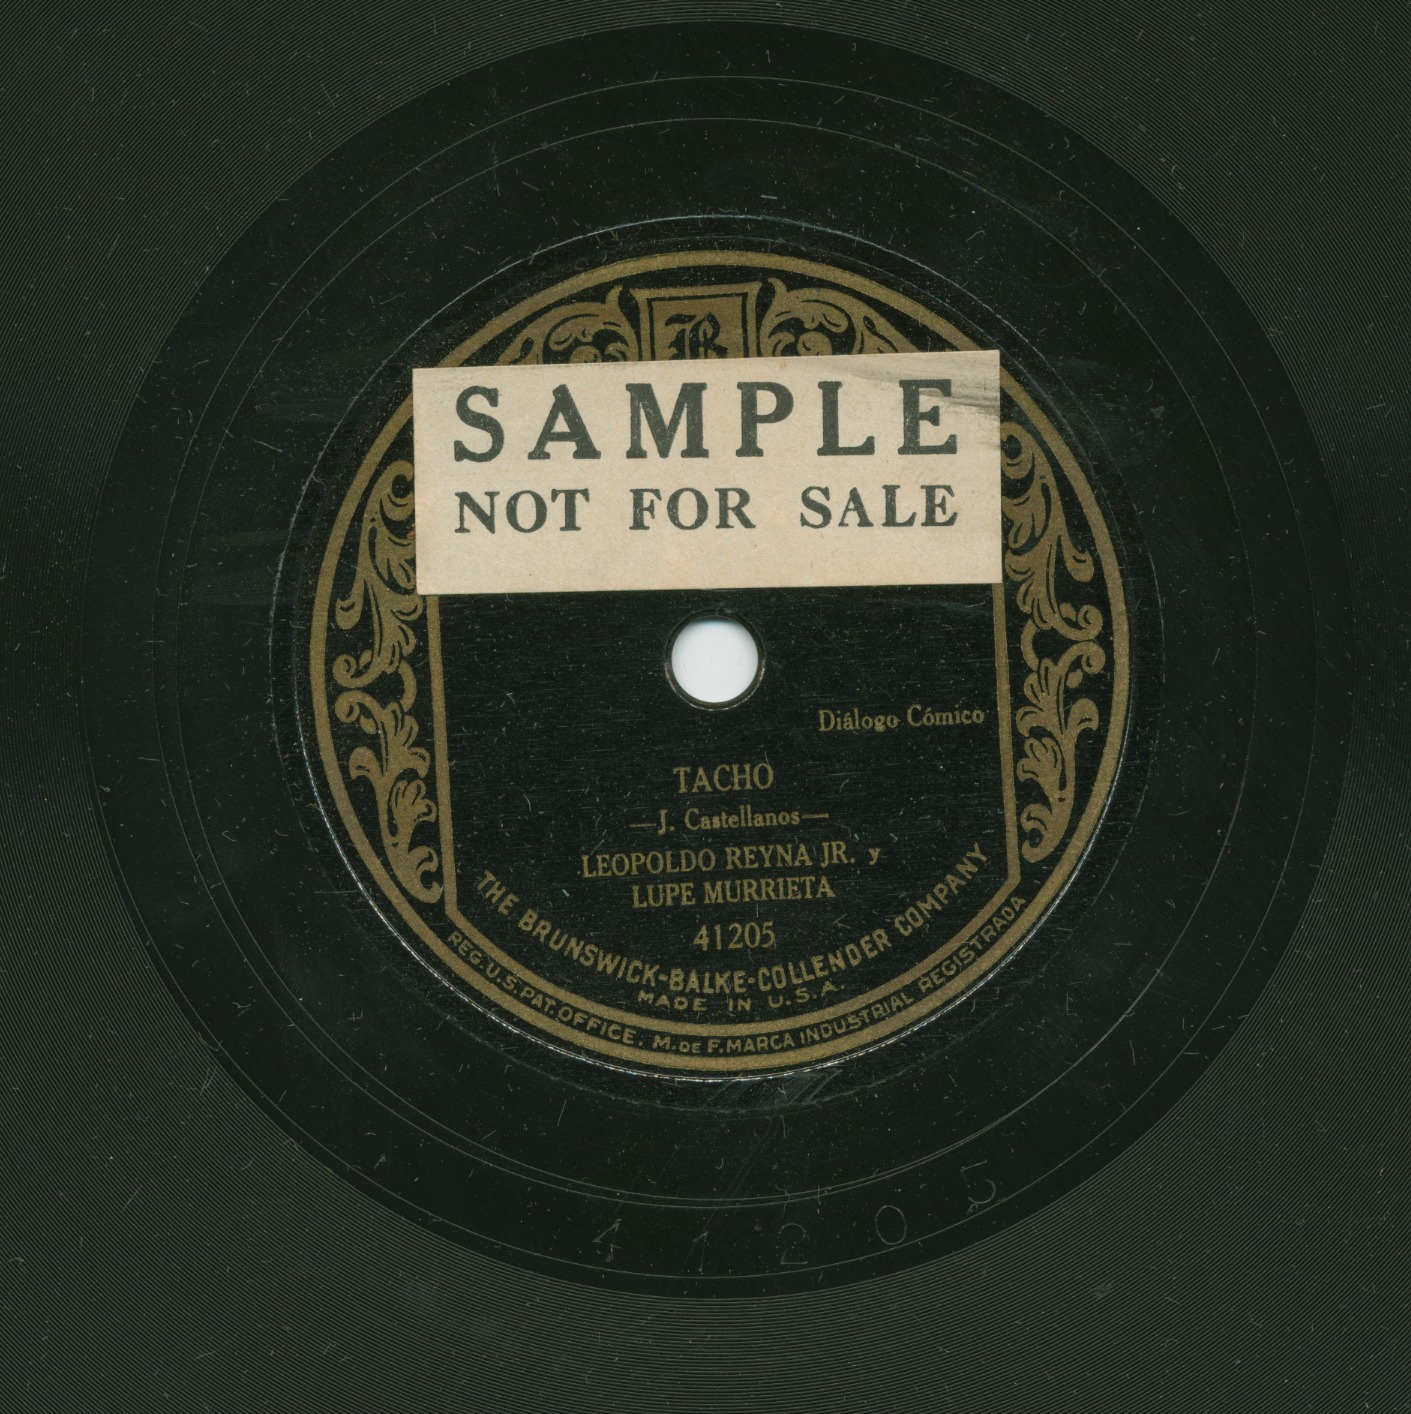 B
SAMPLE
NOT FOR SALE
Diálogo Cómico
TACHO
—J. Castellanos—
LEOPOLDO REYNA JR. y
LUPE MURRIETA
41205
THE BRUNSWICK-BALKE-COLLENDER COMPANY
MADE IN U.S.A.
REG. U.S. PAT. OFFICE. M. DE F. MARCA INDUSTRIAL REGISTRADA
41205